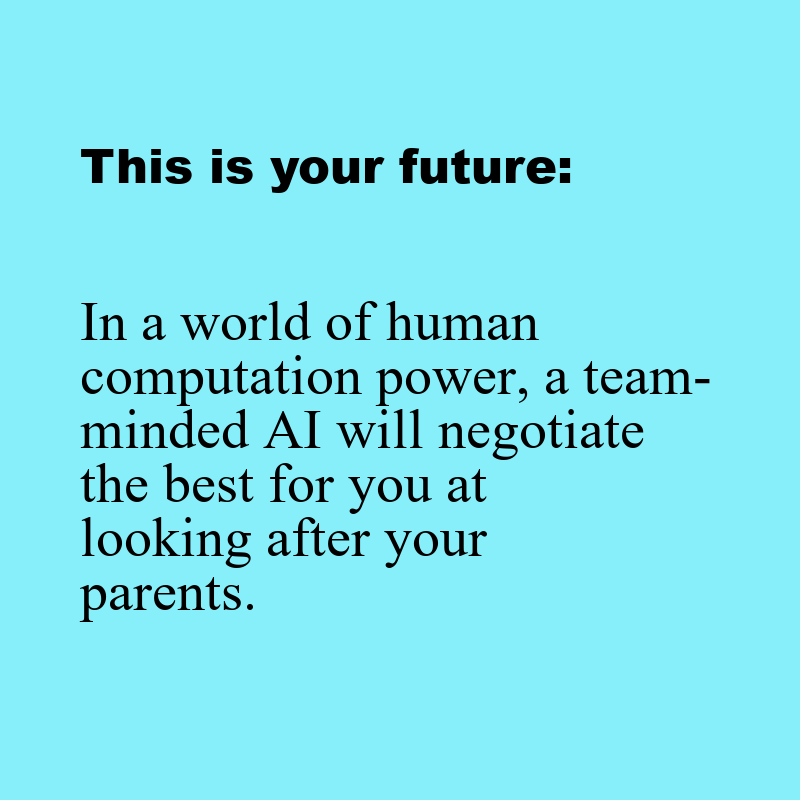 This is your future:
In a world of human
computation power, a team-
minded AI will negotiate
the best for you at
looking after your
parents.